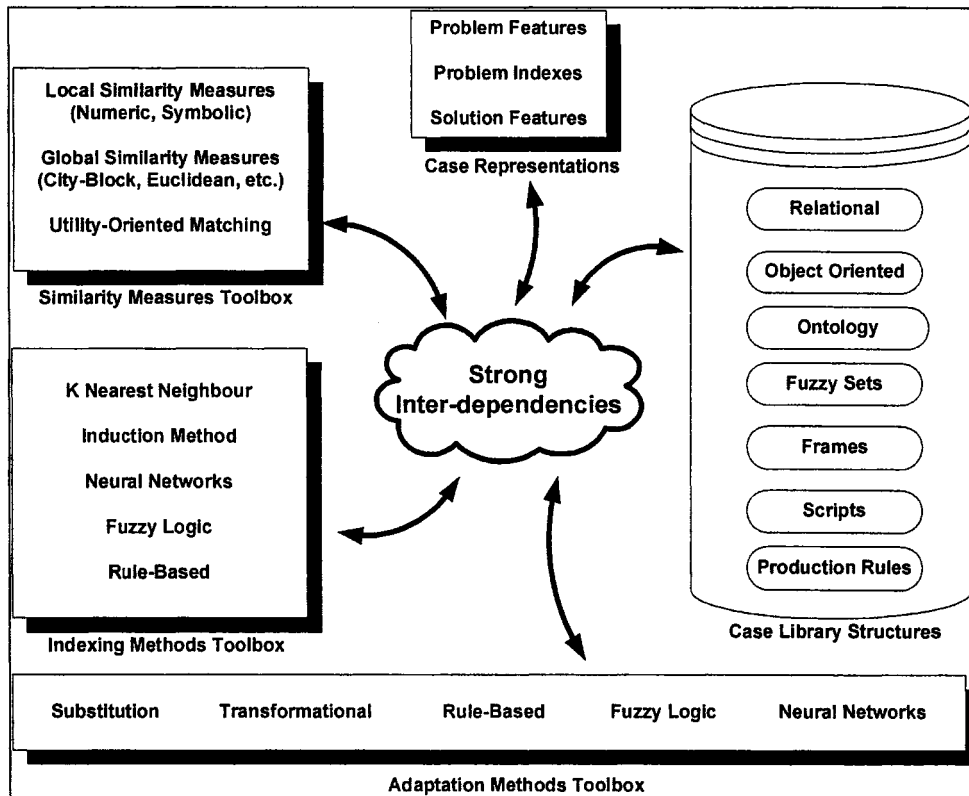 Problem Features
Problem Indexes
Solution Features
Case Representations
Local Similarity Measures
(Numeric, Symbolic)
Global Similarity Measures
(City-Block, Euclidean, etc.)
Utility-Oriented Matching
Similarity Measures Toolbox
Relational
Object Oriented
Ontology
Fuzzy Sets
Frames
Scripts
Production Rules
Case Library Structures
Strong
Inter-dependencies
K Nearest Neighbour
Induction Method
Neural Networks
Fuzzy Logic
Rule-Based
Indexing Methods Toolbox
Substitution
Transformational
Rule-Based
Fuzzy Logic
Neural Networks
Adaptation Methods Toolbox